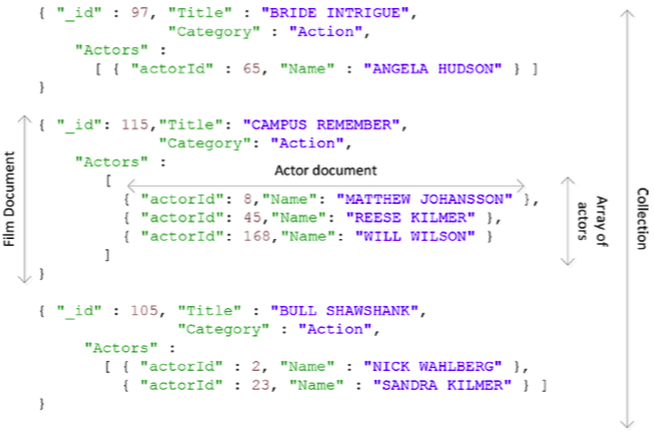 { "_id" : 97, "Title" : "BRIDE INTRIGUE",
"Category" : "Action",
"Actors" :
[ { "actorId" : 65, "Name" : "ANGELA HUDSON" } ]
}
{ "_id": 115,"Title": "CAMPUS REMEMBER",
"Category": "Action",
"Actors" :
[
Actor document
{ "actorId": 8,"Name": "MATTHEW JOHANSSON" },
{ "actorId": 45,"Name": "REESE KILMER" },
{ "actorId": 168,"Name": "WILL WILSON" }
]
}
Film Document
Array of
actors
Collection
{ "_id" : 105, "Title" : "BULL SHAWSHANK",
"Category" : "Action",
"Actors" :
[ { "actorId" : 2, "Name" : "NICK WAHLBERG" },
{ "actorId" : 23, "Name" : "SANDRA KILMER" } ]
}